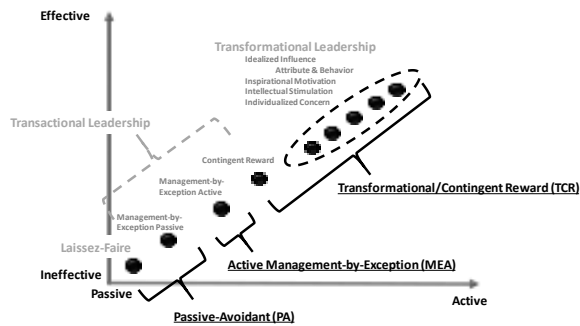 Effective
Transformational Leadership
Idealized Influence
Attribute & Behavior
Inspirational Motivation
Intellectual Stimulation
Individualized Concern
Transactional Leadership
Contingent Reward
Management-by-
Exception Active
Transformational/Contingent Reward (TCR)
Management-by-
Exception Passive
Laissez-Faire
Active Management-by-Exception (MEA)
Ineffective
Passive
Active
Passive-Avoidant (PA)